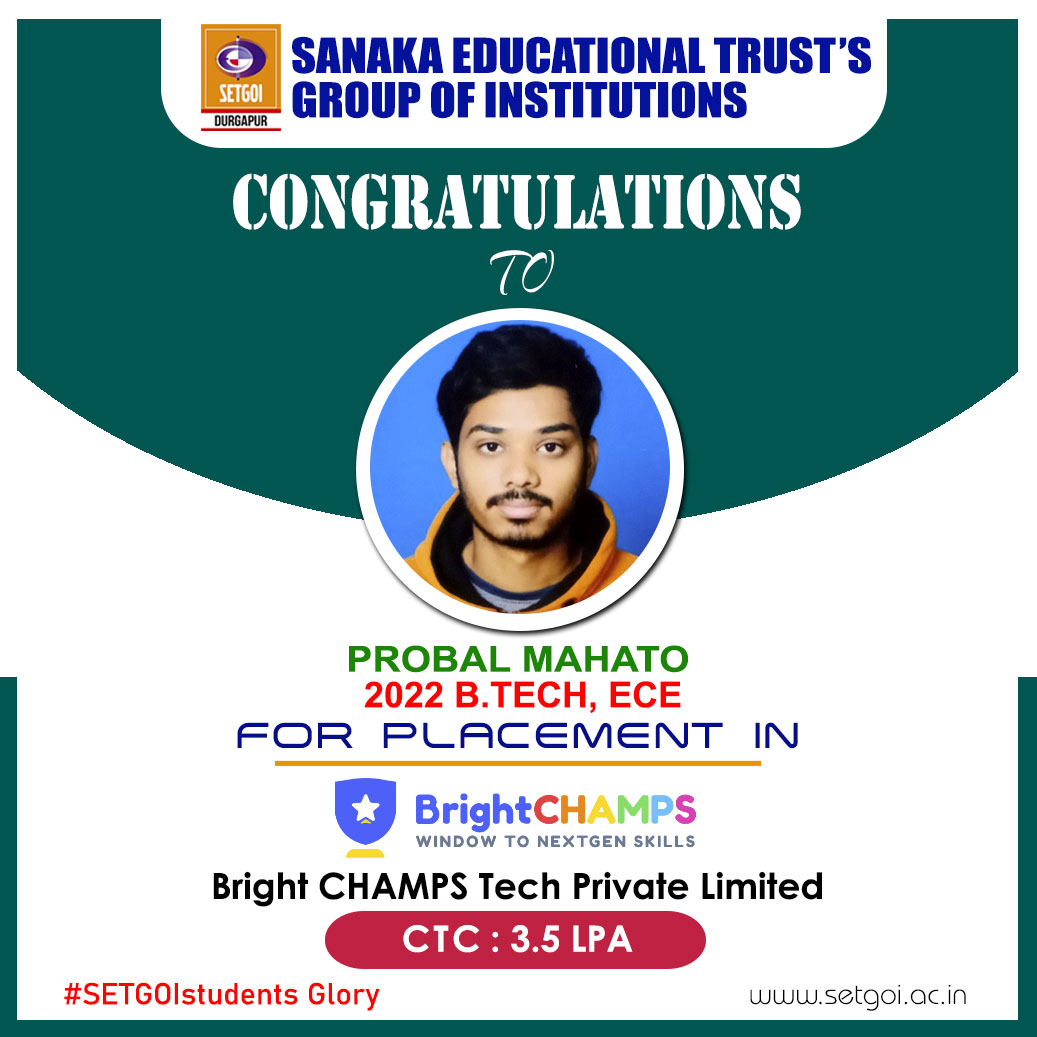 SETGOI
DURGAPUR
SANAKA EDUCATIONAL TRUST'S
GROUP OF INSTITUTIONS
CONGRATULATIONS
TO
PROBAL MAHATO
2022 B.TECH, ECE
FOR PLACEMENT IN
BrightCHAMPS
WINDOW TO NEXTGEN SKILLS
Bright CHAMPS Tech Private Limited
CTC : 3.5 LPA
#SETGOIstudents Glory
www.setgoi.ac.in